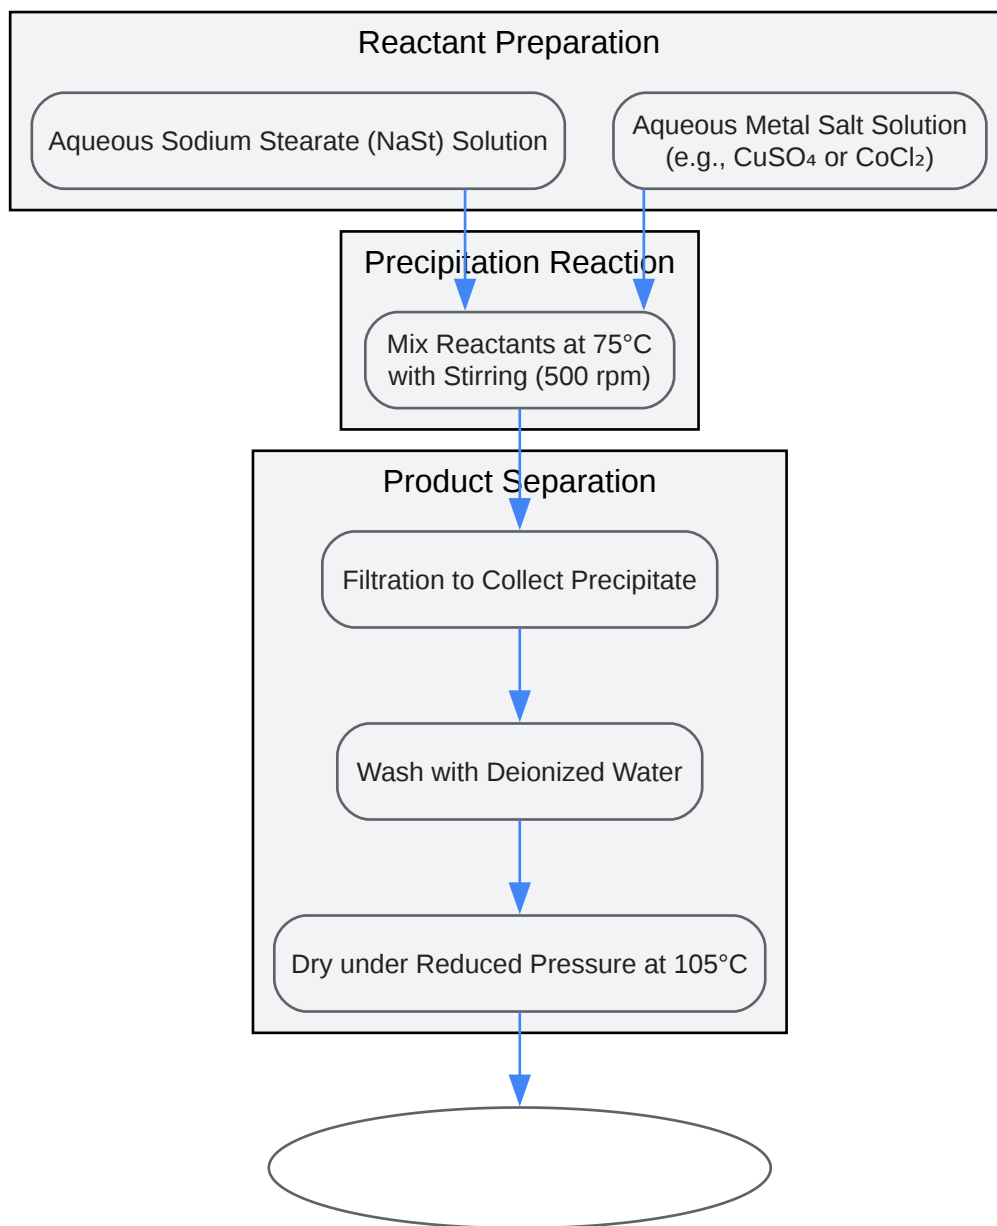 Reactant Preparation
Aqueous Sodium Stearate (NaSt) Solution
Aqueous Metal Salt Solution
(e.g., CuSO₄ or CoCl₂)
Precipitation Reaction
Mix Reactants at 75°C
with Stirring (500 rpm)
Product Separation
Filtration to Collect Precipitate
Wash with Deionized Water
Dry under Reduced Pressure at 105°C